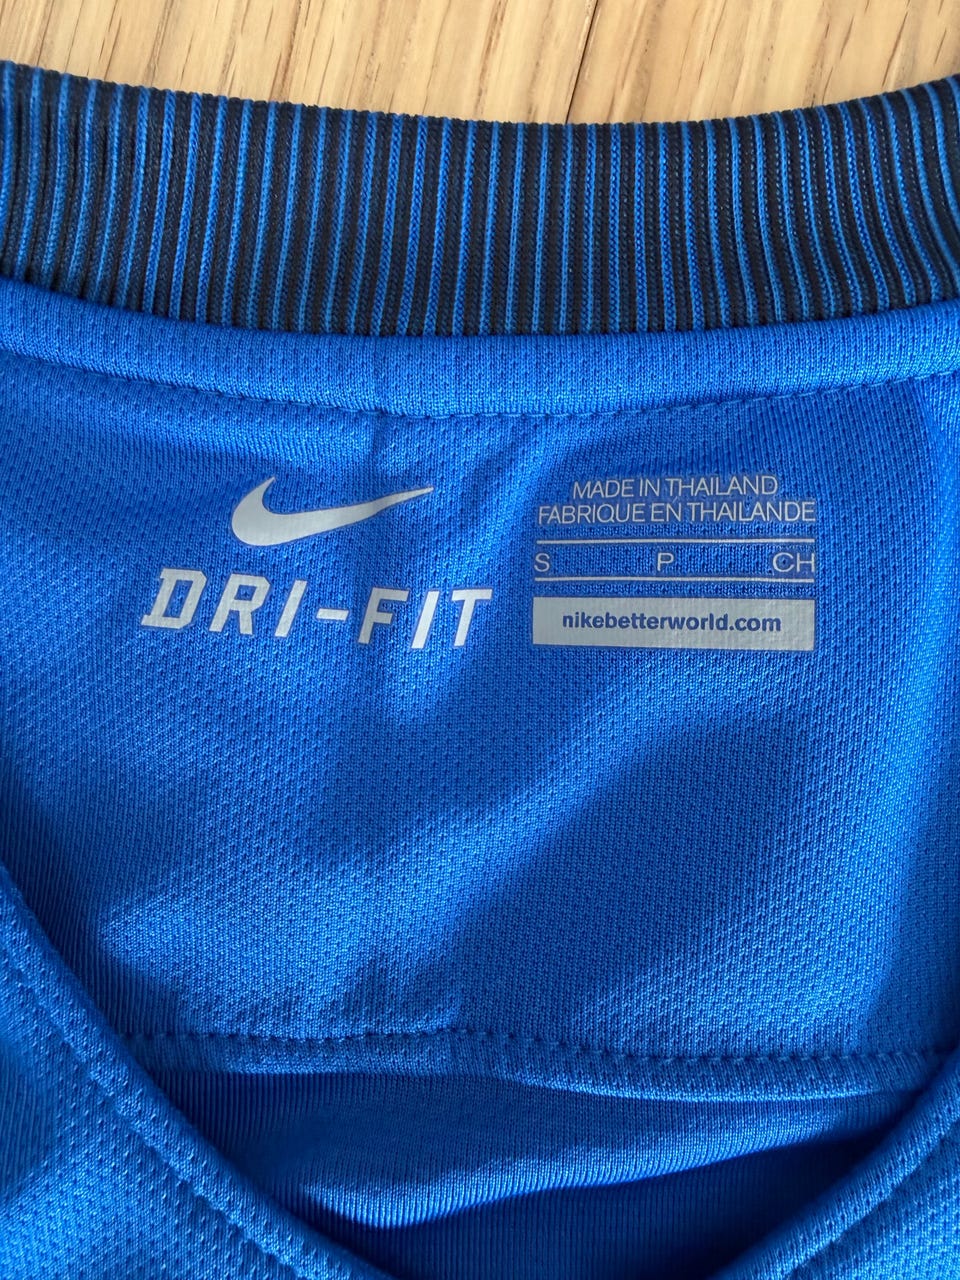 DRI-FIT
MADE IN THAILAND
FABRIQUE EN THAILANDE
S P CH
nikebetterworld.com